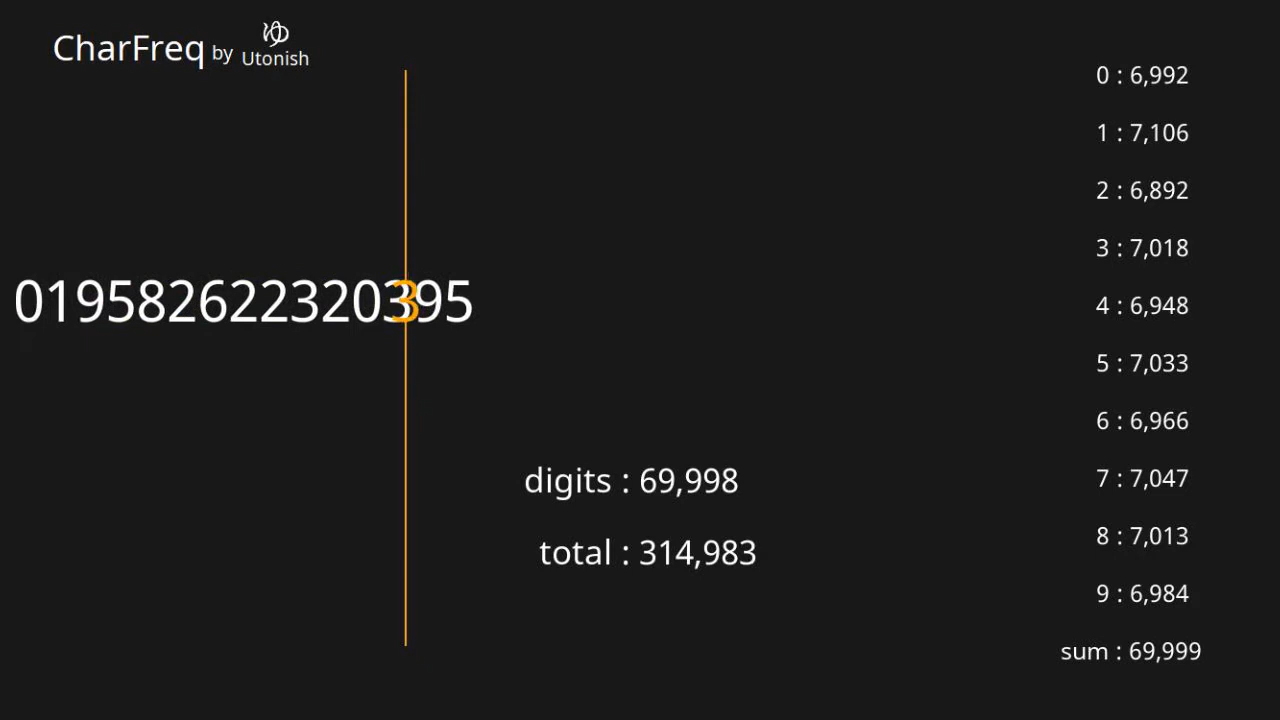 CharFreq by Utonish
0 : 6,992
1 : 7,106
2 : 6,892
3 : 7,018
4 : 6,948
5 : 7,033
6 : 6,966
7 : 7,047
8 : 7,013
9 : 6,984
sum : 69,999
019582622320395
3
digits : 69,998
total : 314,983